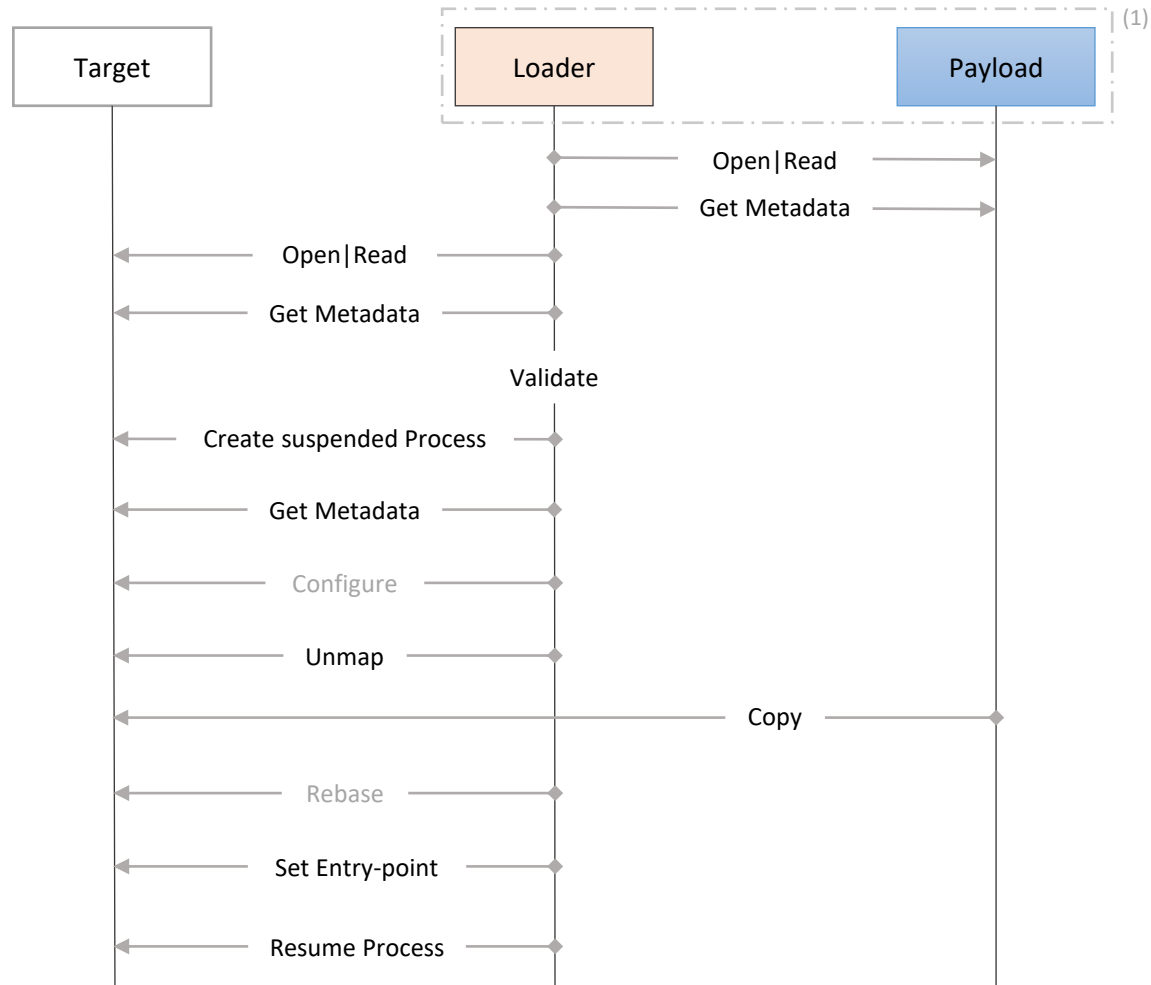 (1)
Target
Loader
Payload
Open|Read
Get Metadata
Open|Read
Get Metadata
Validate
Create suspended Process
Get Metadata
Configure
Unmap
Copy
Rebase
Set Entry-point
Resume Process